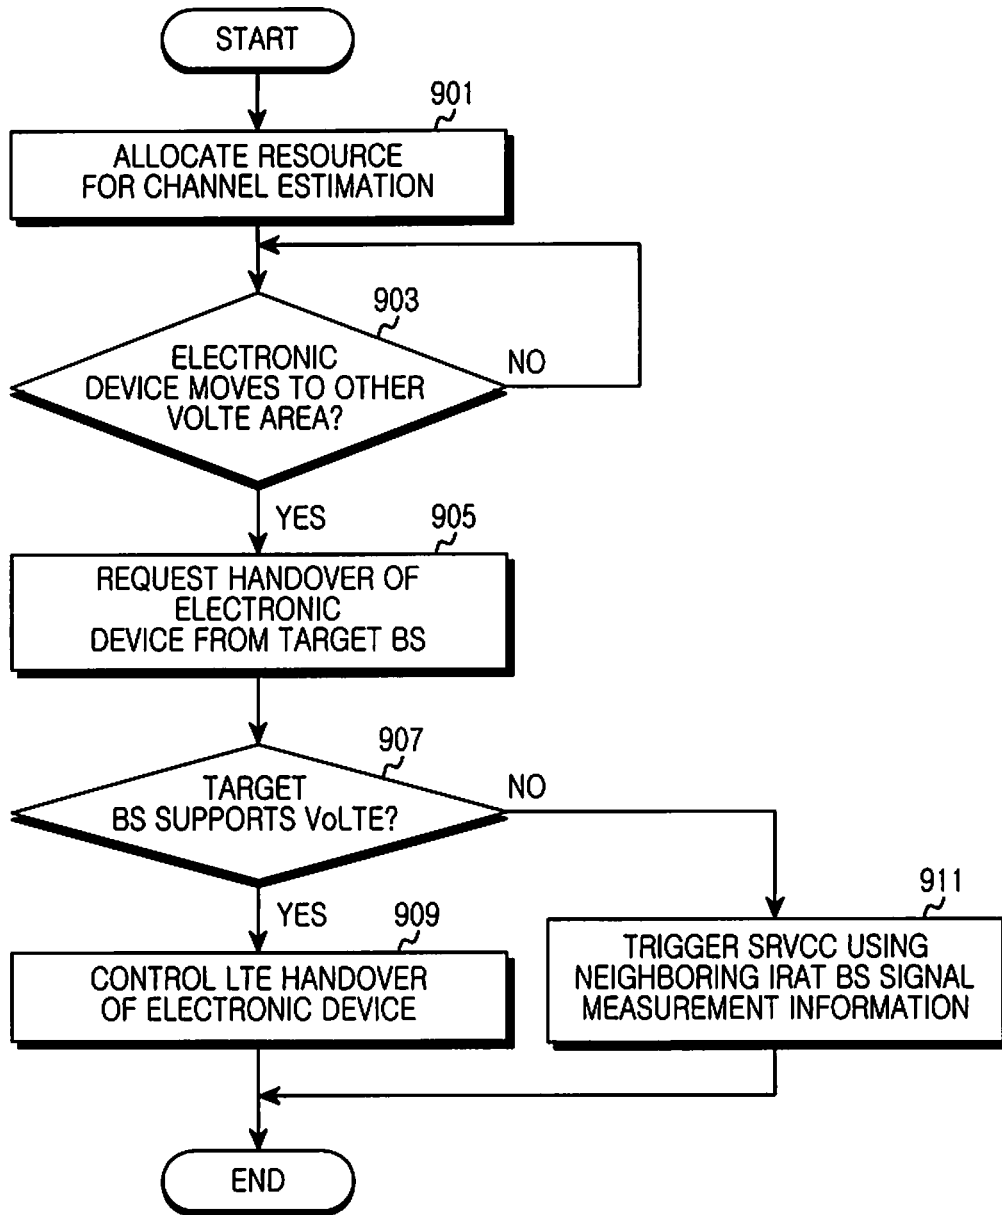 START
901
ALLOCATE RESOURCE
FOR CHANNEL ESTIMATION
903
ELECTRONIC
DEVICE MOVES TO OTHER
VOLTE AREA?
NO
YES
905
REQUEST HANDOVER OF
ELECTRONIC
DEVICE FROM TARGET BS
907
TARGET
BS SUPPORTS VoLTE?
NO
YES
909
CONTROL LTE HANDOVER
OF ELECTRONIC DEVICE
911
TRIGGER SRVCC USING
NEIGHBORING IRAT BS SIGNAL
MEASUREMENT INFORMATION
END